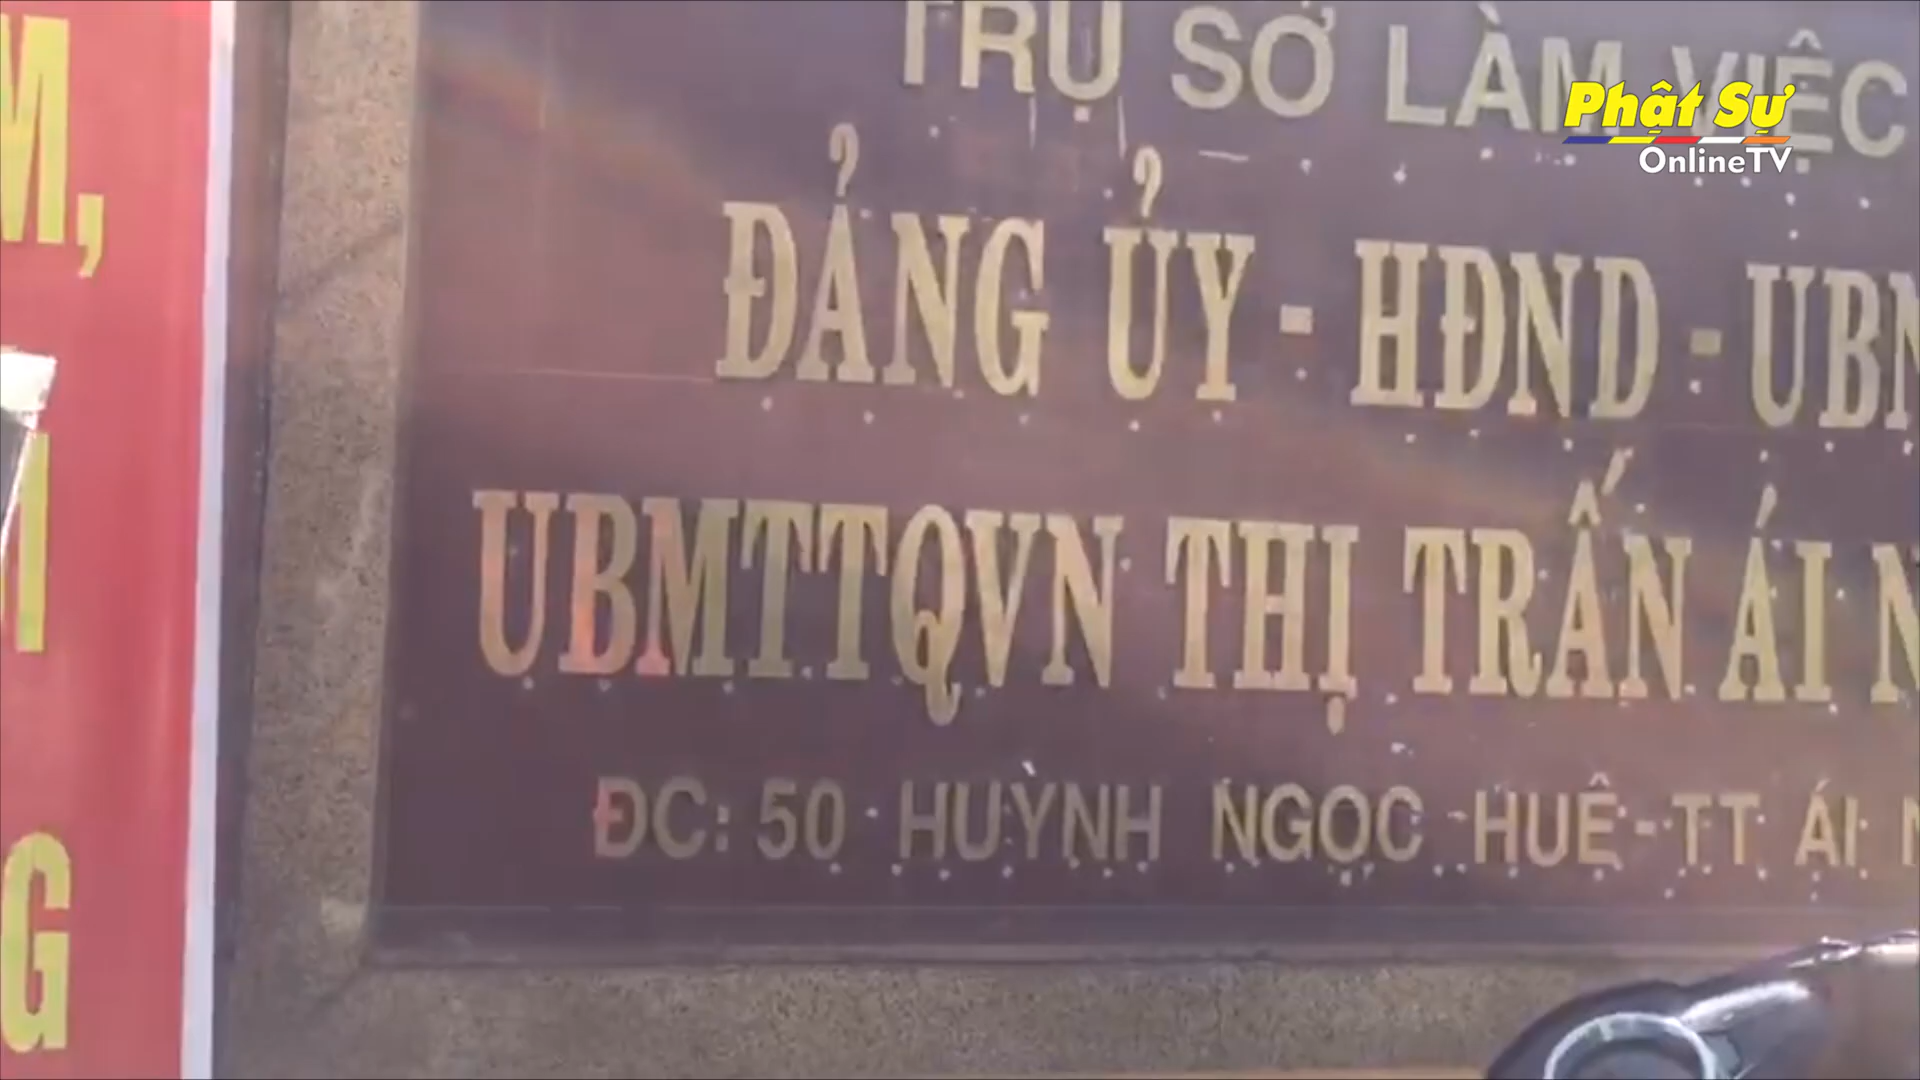 TRỤ SỞ LÀM VIỆC
Phật Sự
OnlineTV
ĐẢNG ỦY - HĐND - UBN
UBMTTQVN THỊ TRẤN ÁI N
ĐC: 50 HUỲNH NGỌC HUỆ - TT ÁI N
M,
G